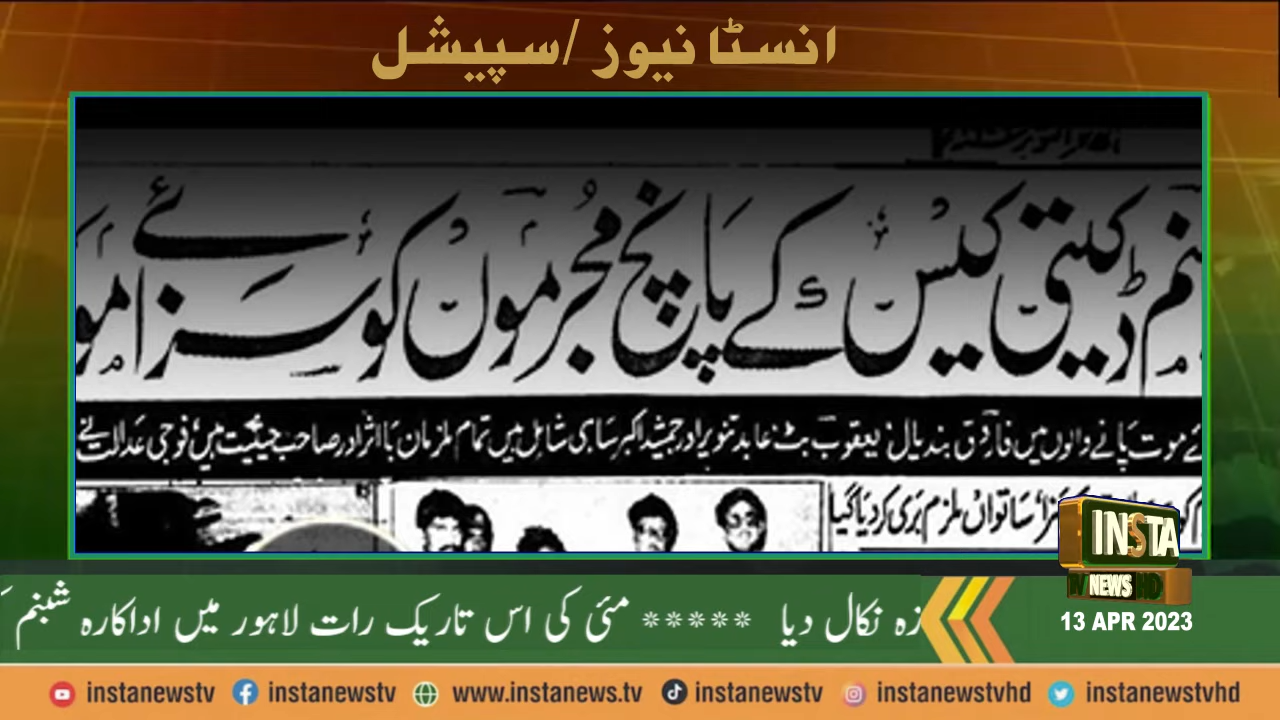 انسٹا نیوز /سپیشل
ڈکیتی کیس کے پانچ مجرموں کو سزائے
موت پانے والوں میں فاروق بندیال، یعقوب بٹ، عابد تنویر اور جمشید اکبر ساہی شامل ہیں تمام ملزمان با اثر اور صاحب حیثیت ہیں، فوجی عدالت نے
ساتواں ملزم بری کر دیا گیا
INSTA
TV NEWS HD
زہ نکال دیا ***** مئی کی اس تاریک رات لاہور میں اداکارہ شبنم
13 APR 2023
instanewstv instanewstv www.instanews.tv instanewstv instanewstvhd instanewstvhd